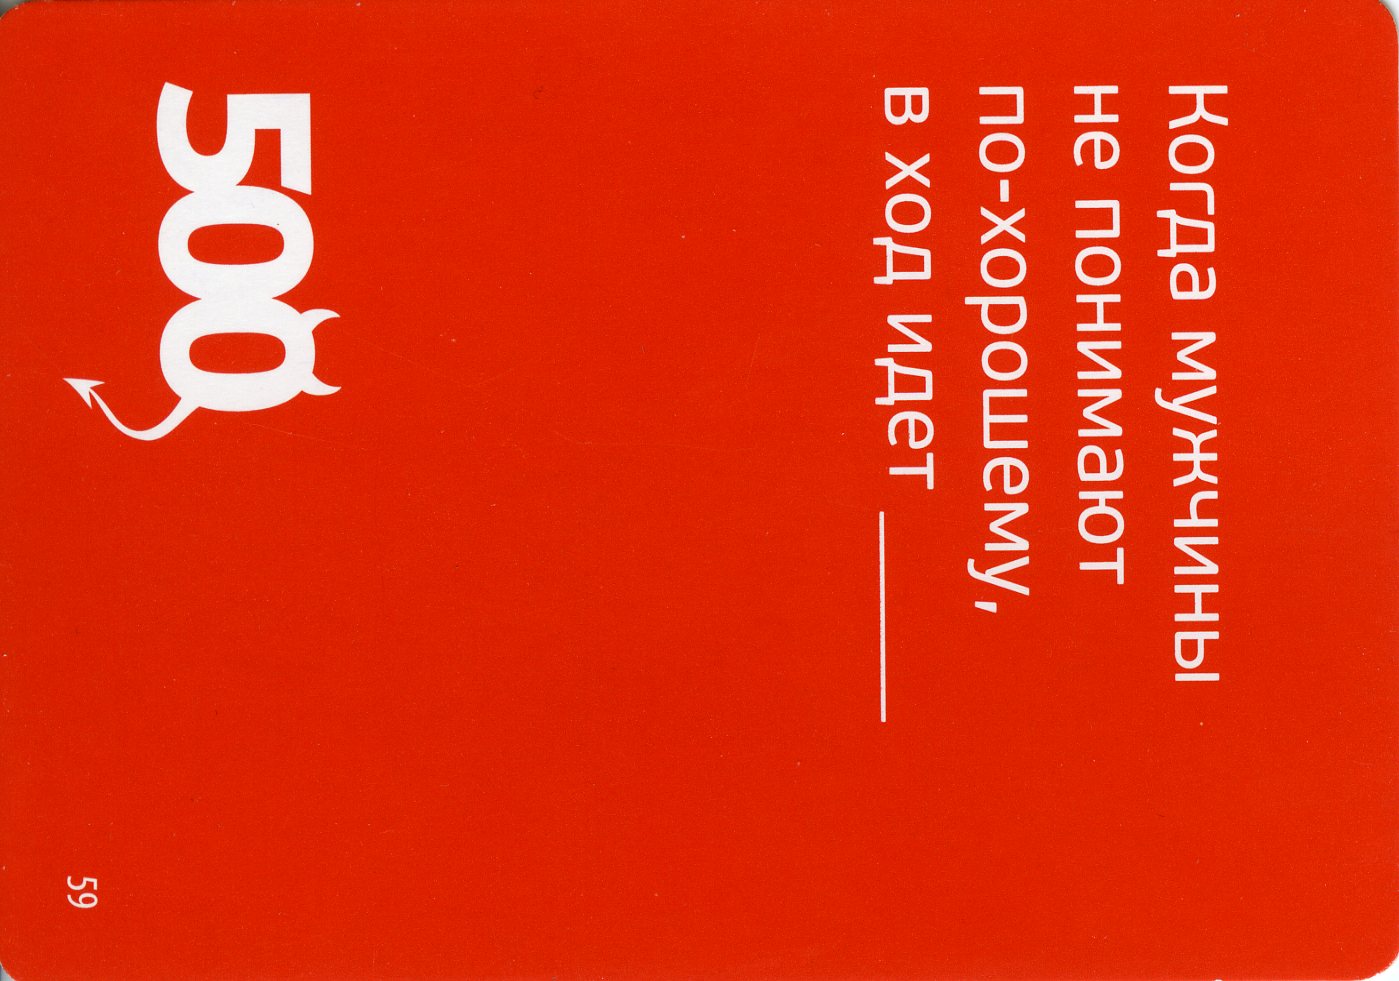 Когда мужчины
не понимают
по-хорошему,
в ход идет ______
500
59